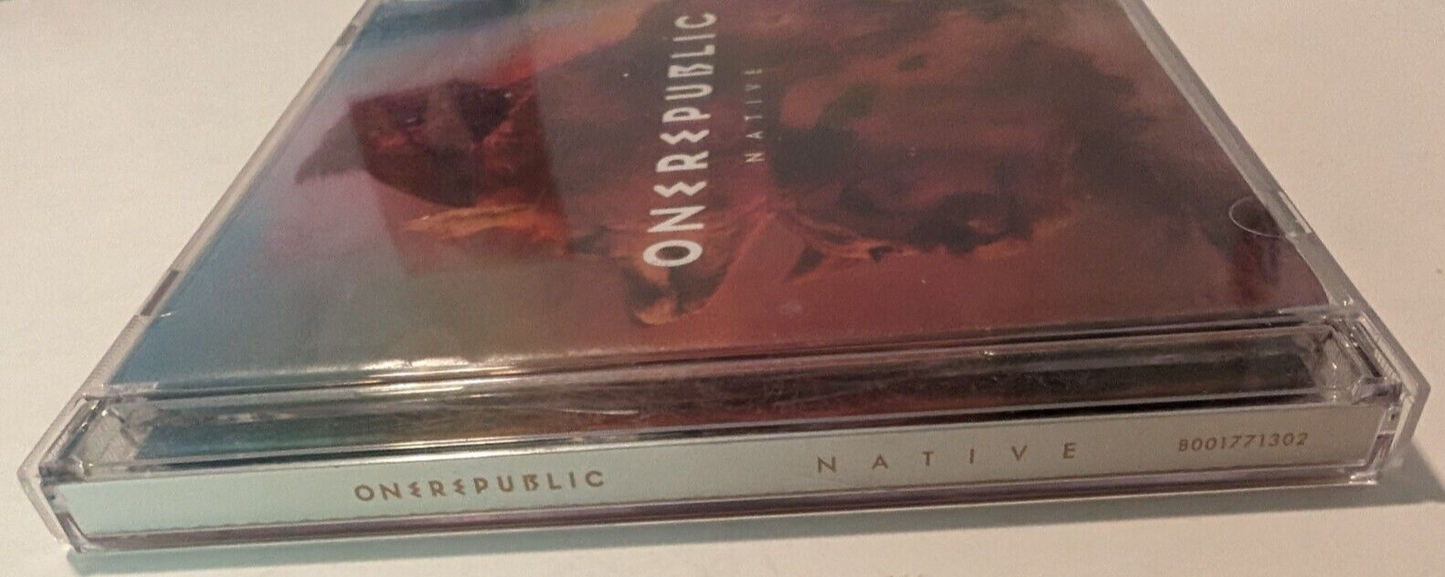 ONEREPUBLIC
NATIVE
ONEREPUBLIC NATIVE B001771302